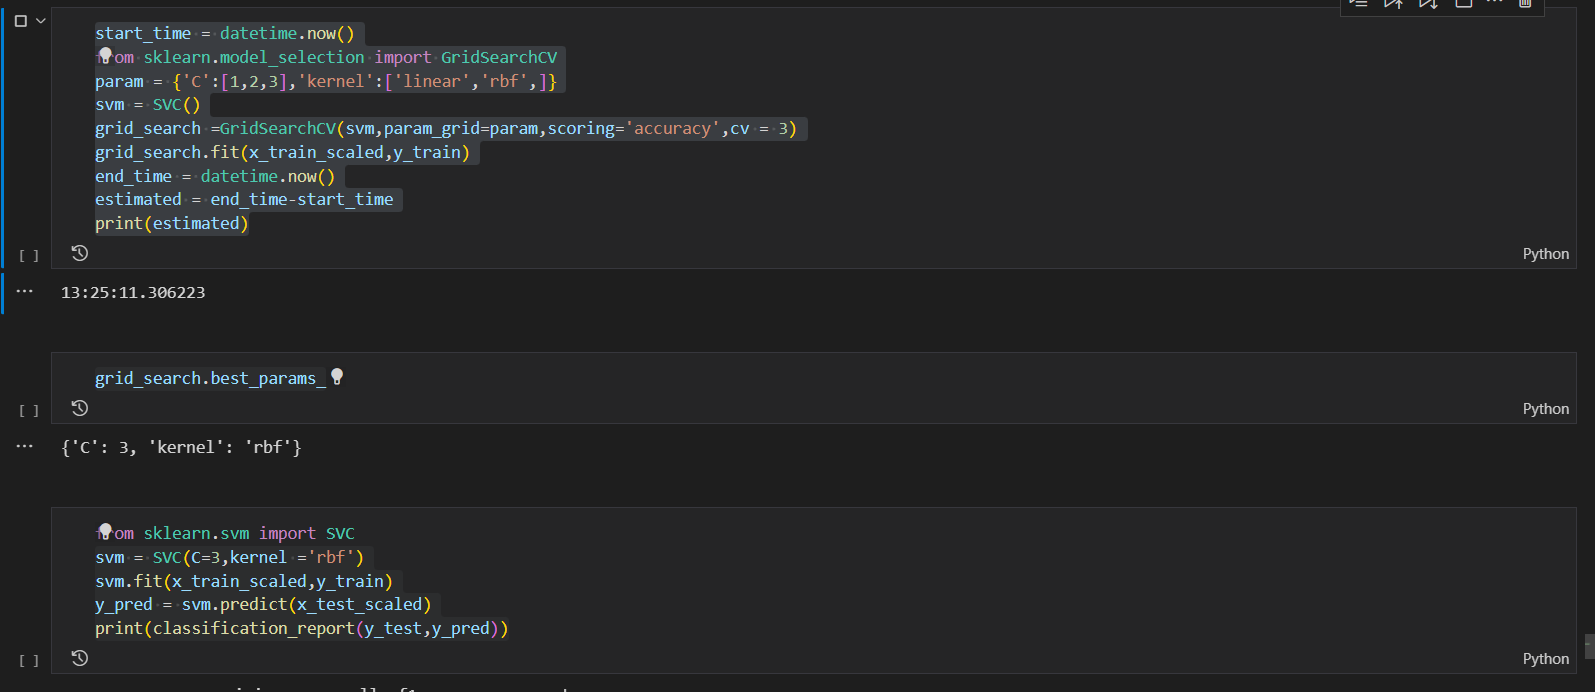 start_time = datetime.now()
from sklearn.model_selection import GridSearchCV
param = {'C':[1,2,3],'kernel':['linear','rbf',]}
svm = SVC()
grid_search =GridSearchCV(svm,param_grid=param,scoring='accuracy',cv = 3)
grid_search.fit(x_train_scaled,y_train)
end_time = datetime.now()
estimated = end_time-start_time
print(estimated)
[ ]
Python
13:25:11.306223
grid_search.best_params_
[ ]
Python
{'C': 3, 'kernel': 'rbf'}
from sklearn.svm import SVC
svm = SVC(C=3,kernel ='rbf')
svm.fit(x_train_scaled,y_train)
y_pred = svm.predict(x_test_scaled)
print(classification_report(y_test,y_pred))
[ ]
Python